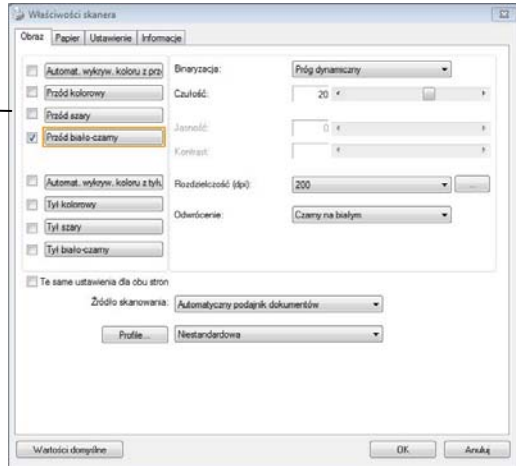 Właściwości skanera
Obraz Papier Ustawienie Informacje
Automat. wykryw. koloru z prz
Przód kolorowy
Przód szary
Przód biało-czarny
Automat. wykryw. koloru z tyłu
Tył kolorowy
Tył szary
Tył biało-czarny
Binaryzacja: Próg dynamiczny
Czułość: 20
Jasność: 0
Kontrast:
Rozdzielczość (dpi): 200 ...
Odwrócenie: Czarny na białym
Te same ustawienia dla obu stron
Źródło skanowania: Automatyczny podajnik dokumentów
Profile... Niestandardowa
Wartości domyślne OK Anuluj